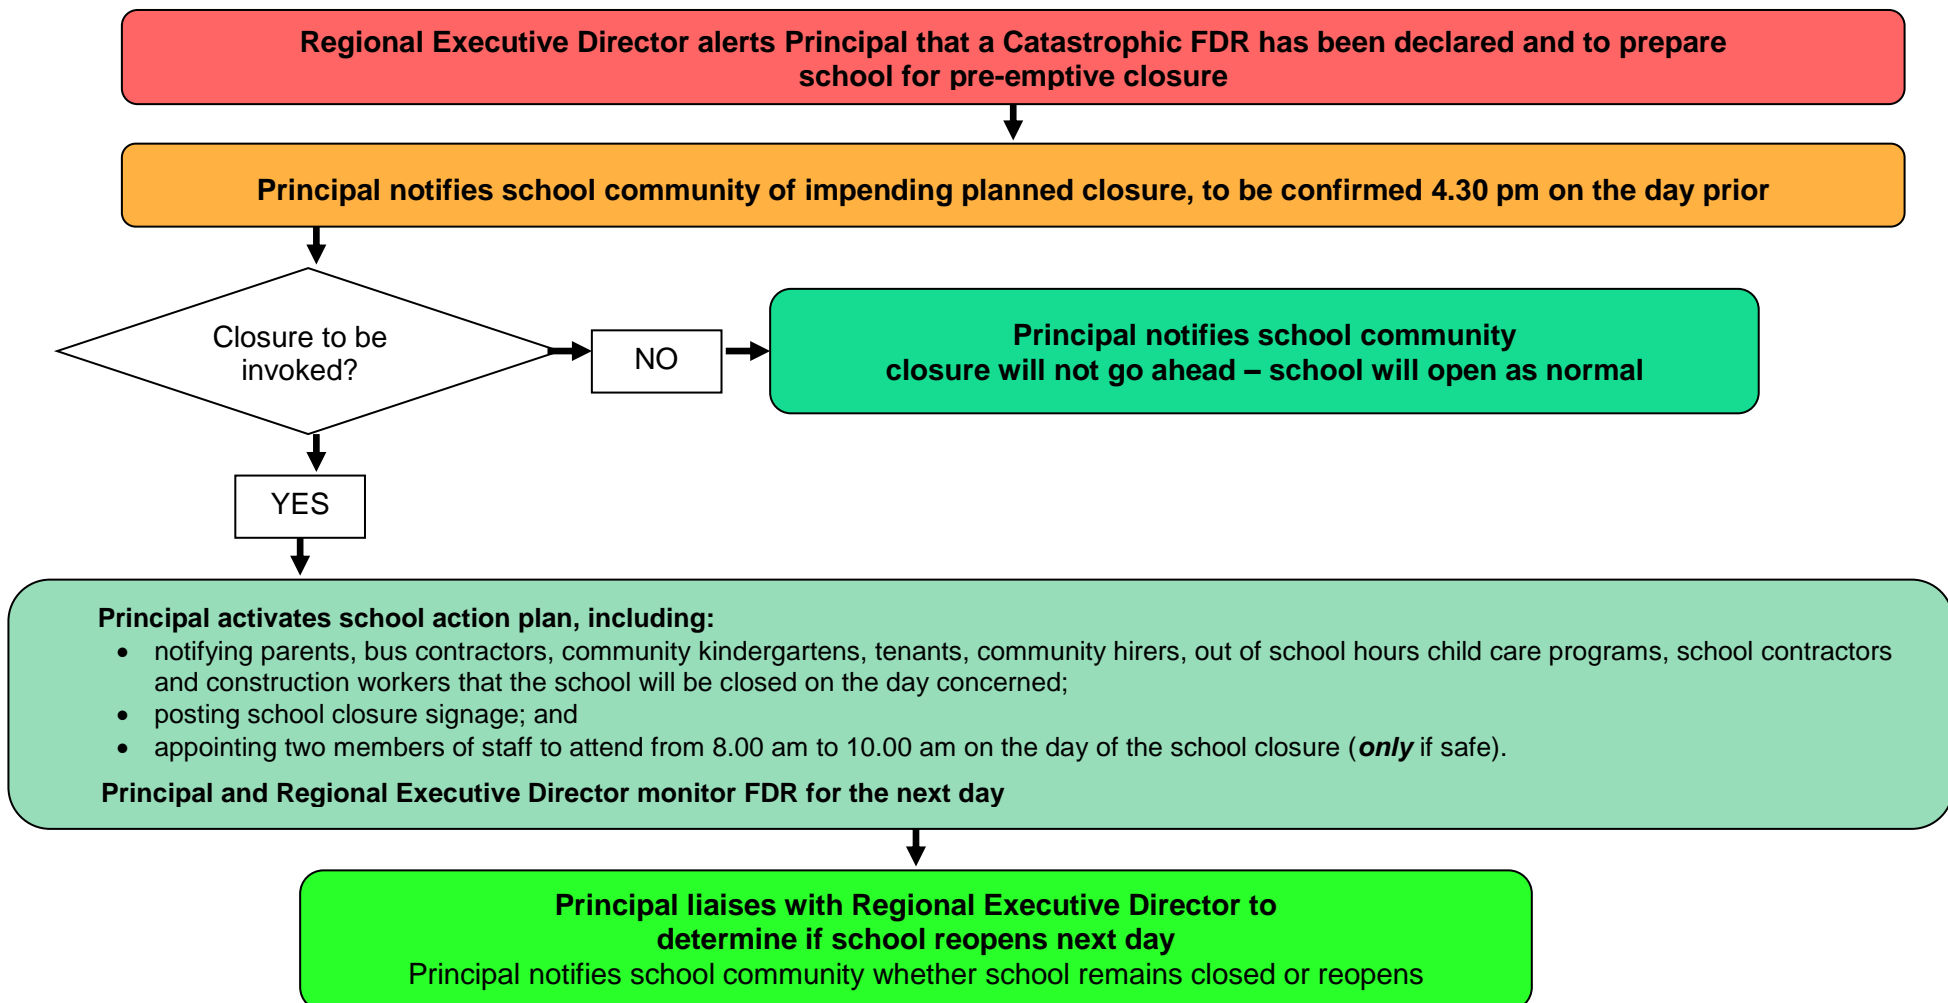 Regional Executive Director alerts Principal that a Catastrophic FDR has been declared and to prepare
school for pre-emptive closure
Principal notifies school community of impending planned closure, to be confirmed 4.30 pm on the day prior
Closure to be
invoked?
NO
Principal notifies school community
closure will not go ahead – school will open as normal
YES
Principal activates school action plan, including:
• notifying parents, bus contractors, community kindergartens, tenants, community hirers, out of school hours child care programs, school contractors
and construction workers that the school will be closed on the day concerned;
• posting school closure signage; and
• appointing two members of staff to attend from 8.00 am to 10.00 am on the day of the school closure (only if safe).
Principal and Regional Executive Director monitor FDR for the next day
Principal liaises with Regional Executive Director to
determine if school reopens next day
Principal notifies school community whether school remains closed or reopens